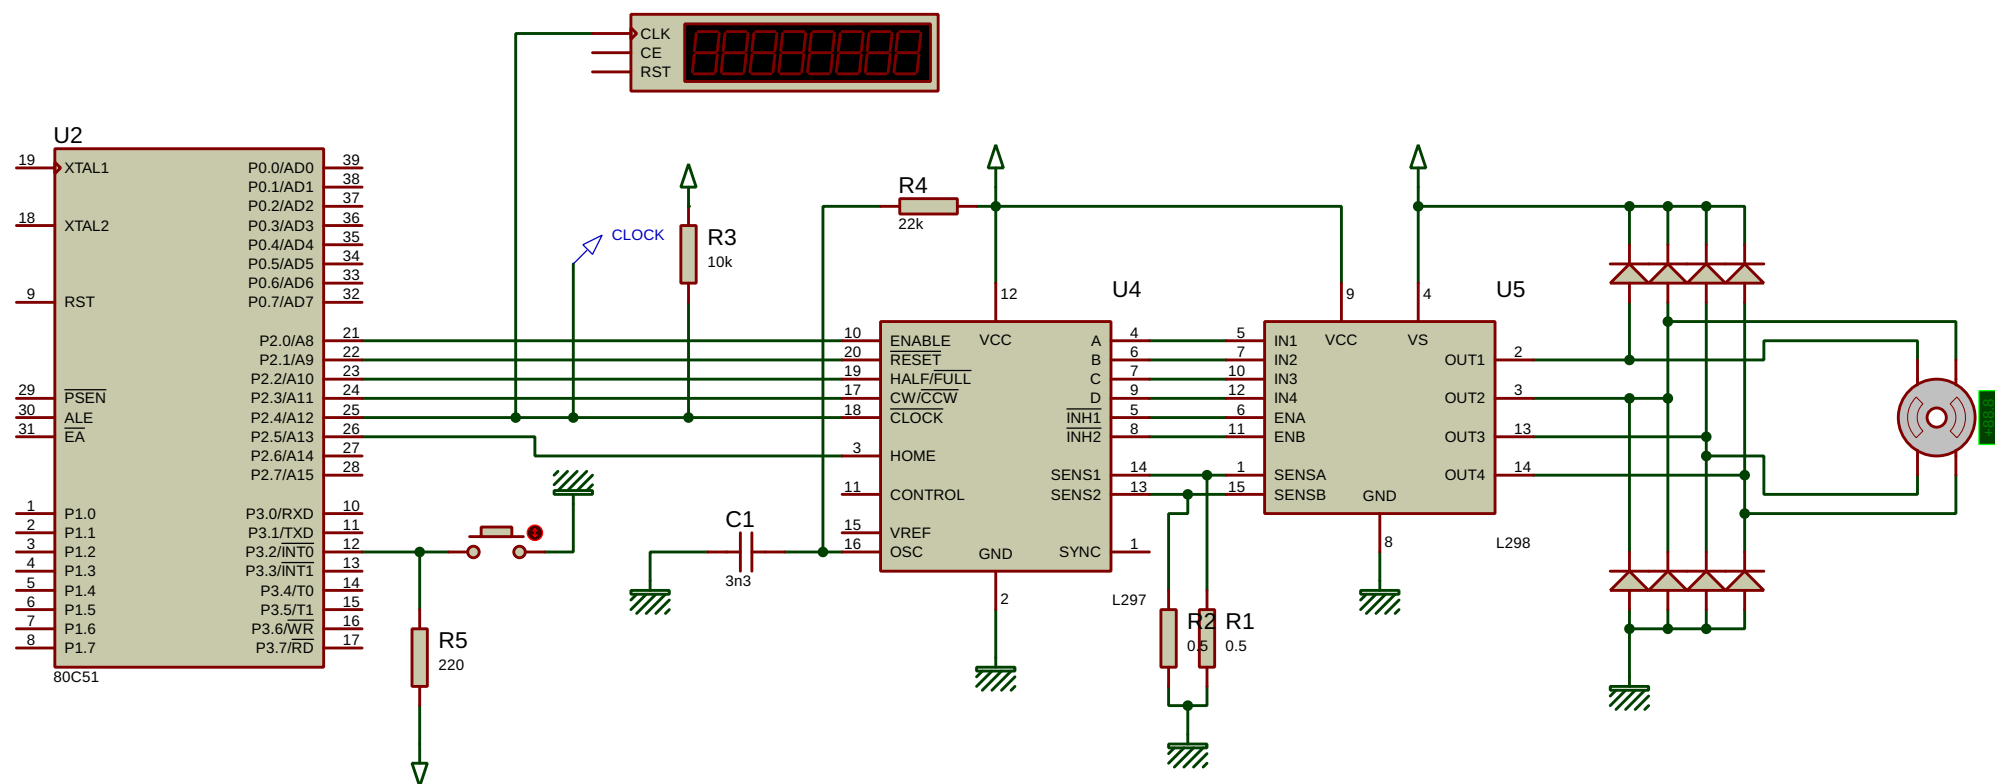 CLK
CE
RST
U2
19 XTAL1
18 XTAL2
9 RST
29 PSEN
30 ALE
31 EA
1 P1.0
2 P1.1
3 P1.2
4 P1.3
5 P1.4
6 P1.5
7 P1.6
8 P1.7
P0.0/AD0 39
P0.1/AD1 38
P0.2/AD2 37
P0.3/AD3 36
P0.4/AD4 35
P0.5/AD5 34
P0.6/AD6 33
P0.7/AD7 32
P2.0/A8 21
P2.1/A9 22
P2.2/A10 23
P2.3/A11 24
P2.4/A12 25
P2.5/A13 26
P2.6/A14 27
P2.7/A15 28
P3.0/RXD 10
P3.1/TXD 11
P3.2/INT0 12
P3.3/INT1 13
P3.4/T0 14
P3.5/T1 15
P3.6/WR 16
P3.7/RD 17
80C51
CLOCK
R3
10k
R4
22k
C1
3n3
R5
220
U4
12
VCC
10 ENABLE
20 RESET
19 HALF/FULL
17 CW/CCW
18 CLOCK
3 HOME
11 CONTROL
15 VREF
16 OSC
A 4
B 6
C 7
D 9
INH1 5
INH2 8
SENS1 14
SENS2 13
SYNC 1
GND
2
L297
R2
0.5
R1
0.5
U5
9
4
VCC
VS
5 IN1
7 IN2
10 IN3
12 IN4
6 ENA
11 ENB
1 SENSA
15 SENSB
OUT1 2
OUT2 3
OUT3 13
OUT4 14
GND
8
L298